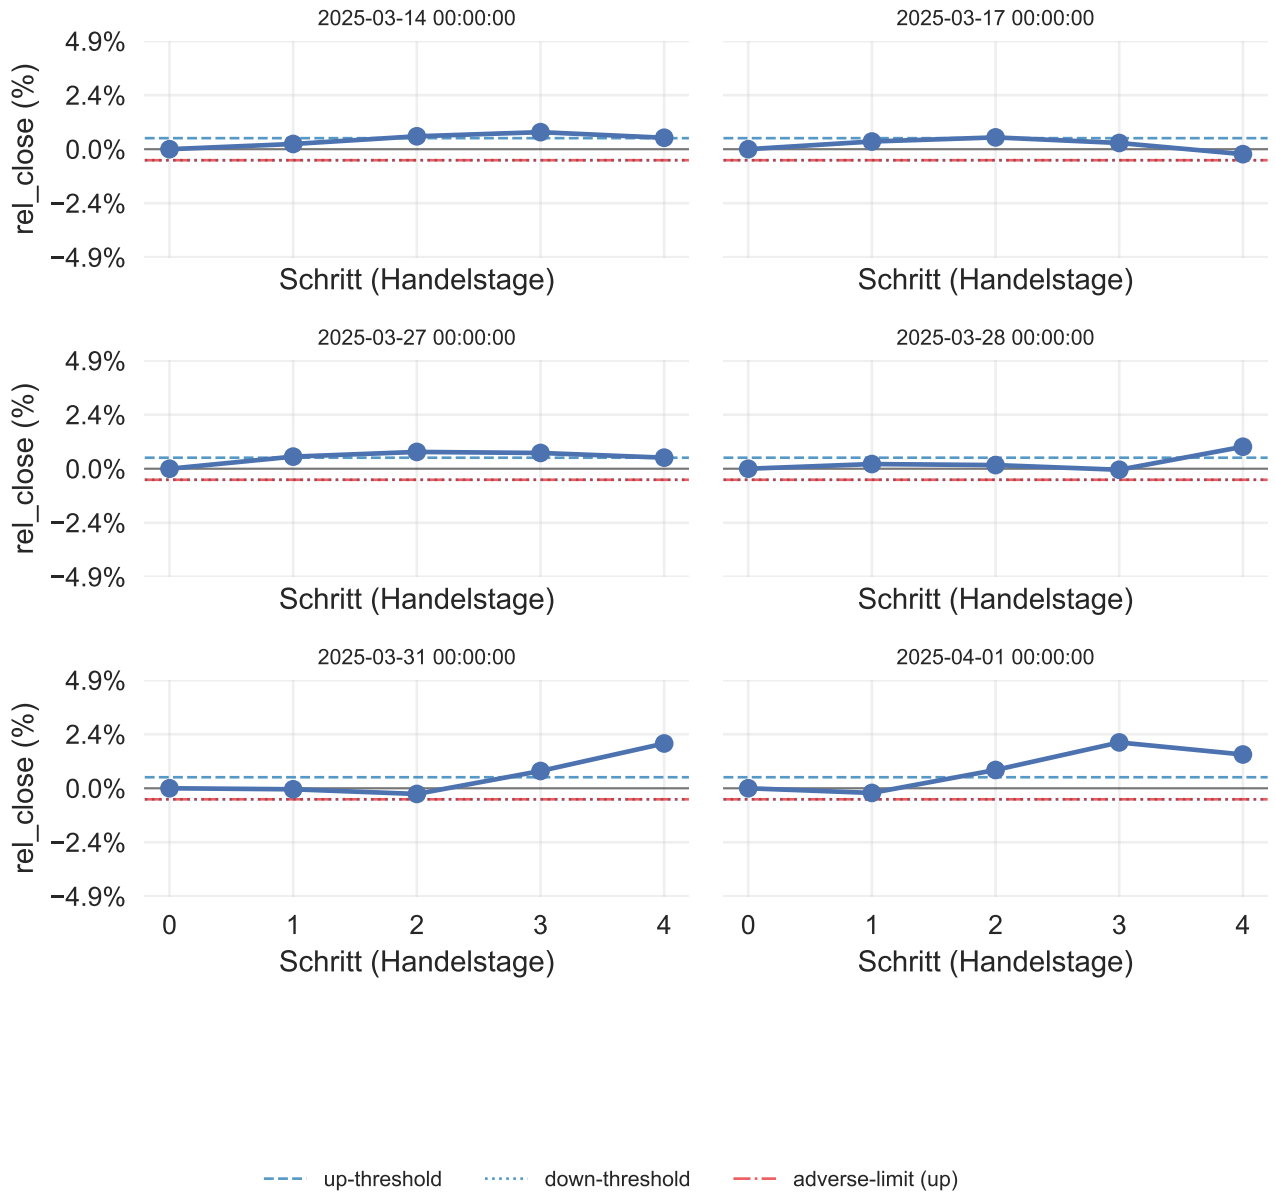 2025-03-14 00:00:00
2025-03-17 00:00:00
4.9%
2.4%
0.0%
−2.4%
−4.9%
rel_close (%)
Schritt (Handelstage)
Schritt (Handelstage)
2025-03-27 00:00:00
2025-03-28 00:00:00
4.9%
2.4%
0.0%
−2.4%
−4.9%
rel_close (%)
Schritt (Handelstage)
Schritt (Handelstage)
2025-03-31 00:00:00
2025-04-01 00:00:00
4.9%
2.4%
0.0%
−2.4%
−4.9%
rel_close (%)
0 1 2 3 4
0 1 2 3 4
Schritt (Handelstage)
Schritt (Handelstage)
up-threshold down-threshold adverse-limit (up)